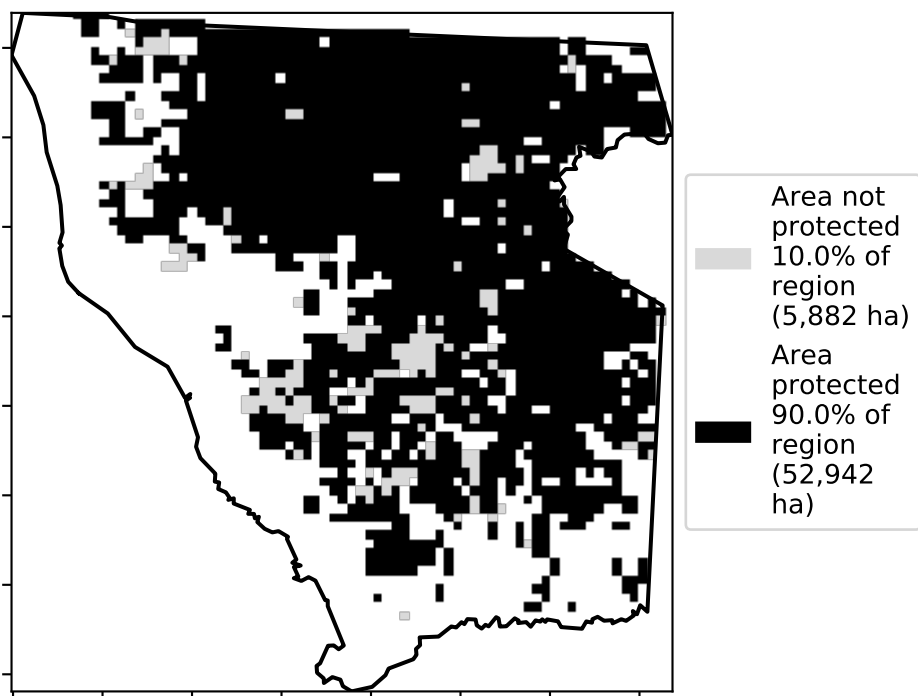 Area not
protected
10.0% of
region
(5,882 ha)
Area
protected
90.0% of
region
(52,942
ha)